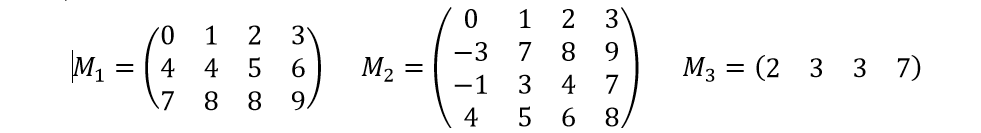 M₁ = (0 1 2 3
4 4 5 6
7 8 8 9) M₂ = (0 1 2 3
−3 7 8 9
−1 3 4 7
4 5 6 8) M₃ = (2 3 3 7)